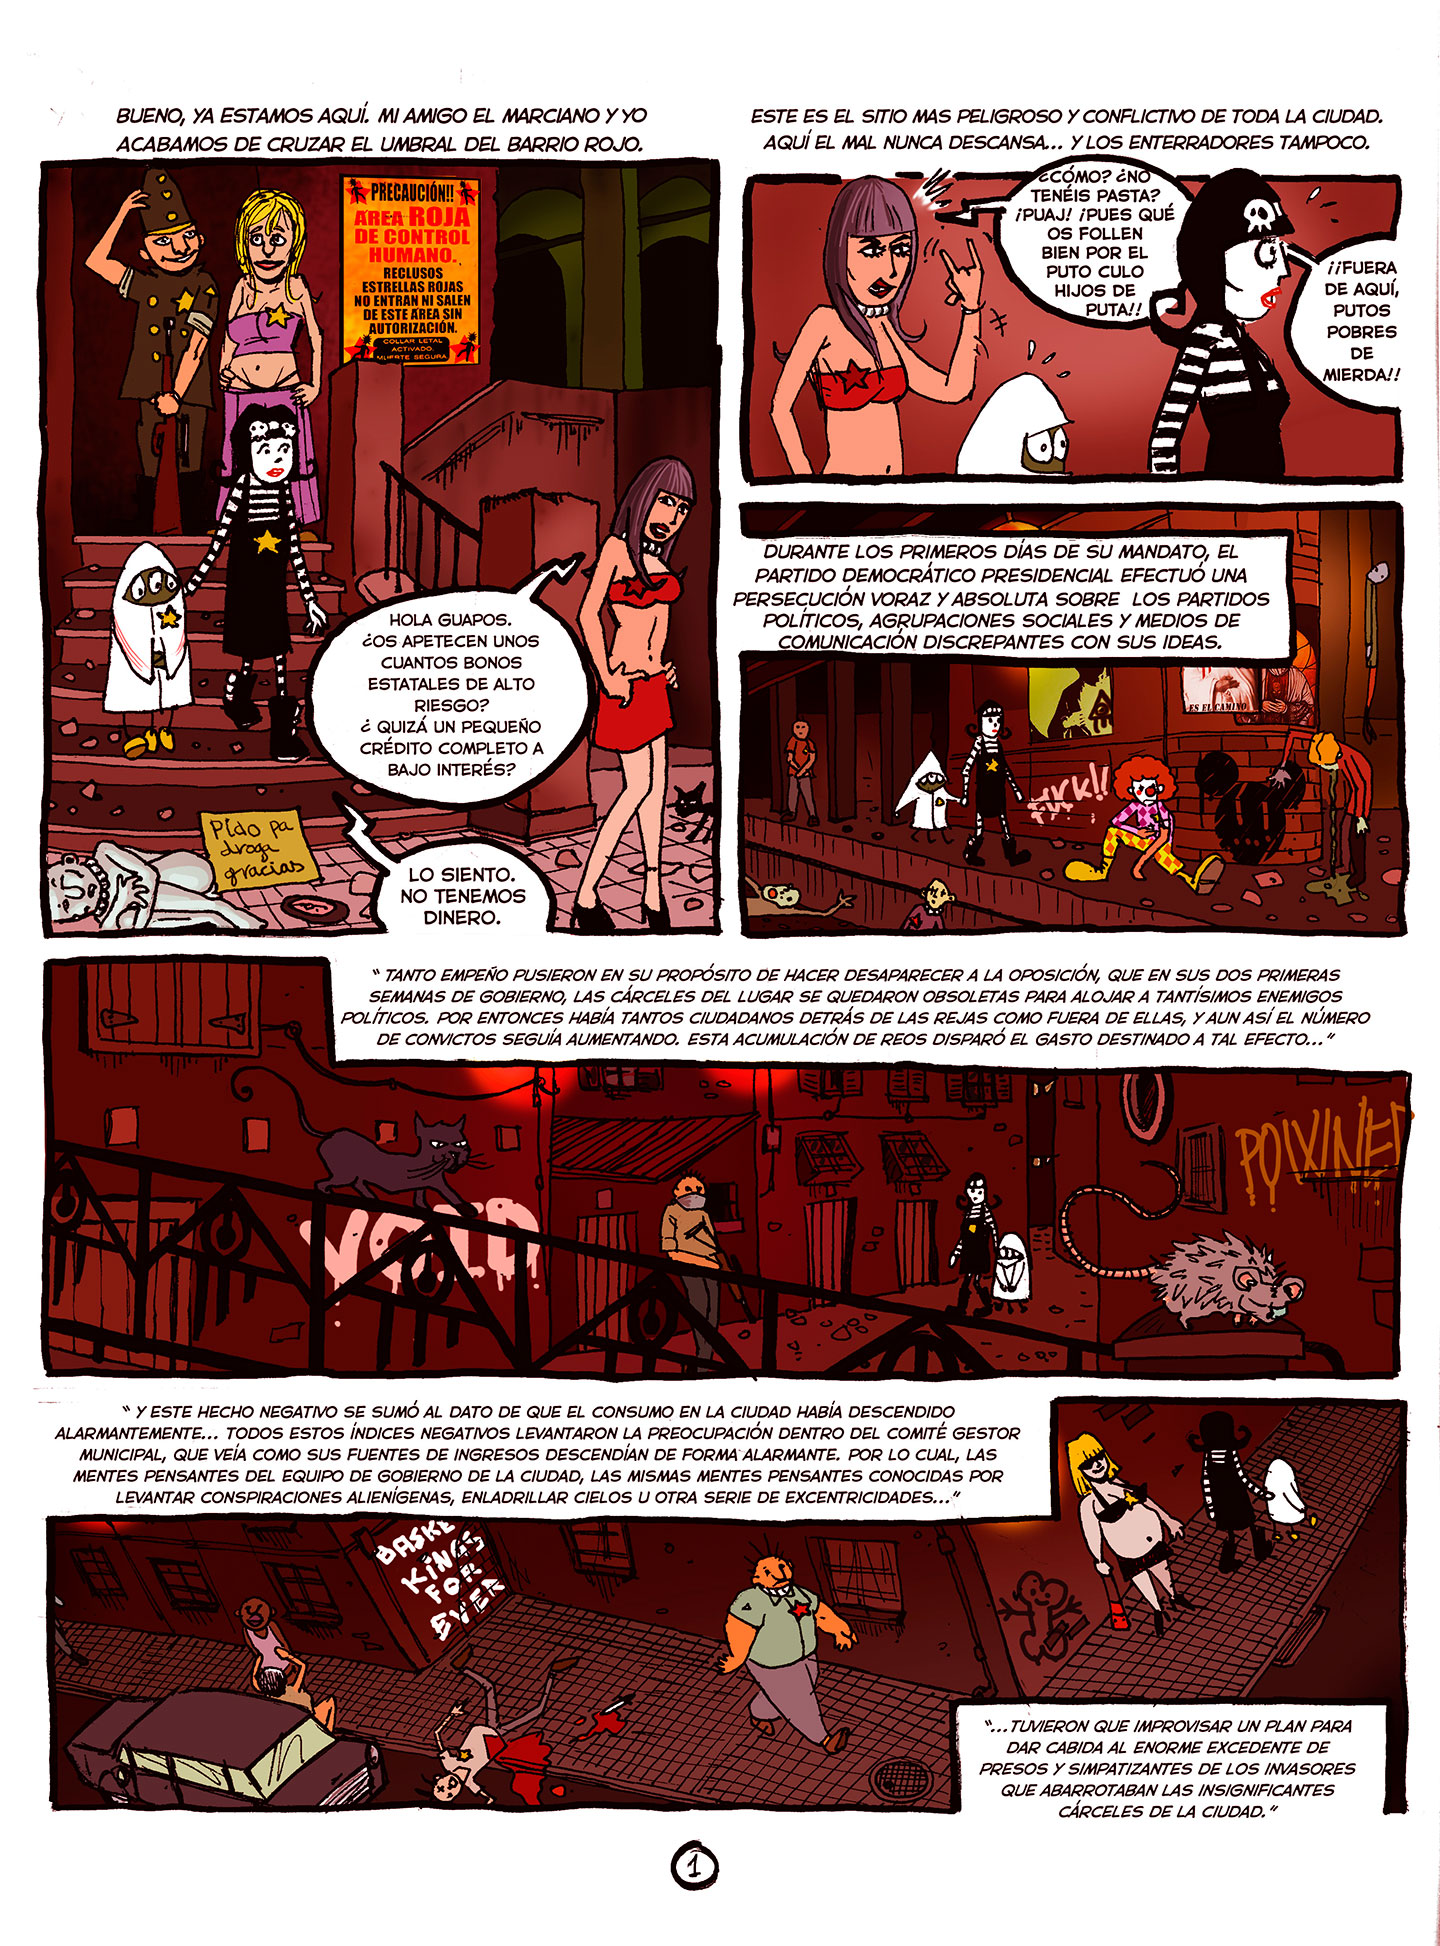 BUENO, YA ESTAMOS AQUÍ. MI AMIGO EL MARCIANO Y YO
ACABAMOS DE CRUZAR EL UMBRAL DEL BARRIO ROJO.
PRECAUCIÓN!!
AREA ROJA
DE CONTROL
HUMANO.
RECLUSOS
ESTRELLAS ROJAS
NO ENTRAN NI SALEN
DE ESTE ÁREA SIN
AUTORIZACIÓN.
COLLAR LETAL
ACTIVADO.
MUERTE SEGURA
HOLA GUAPOS.
¿OS APETECEN UNOS
CUANTOS BONOS
ESTATALES DE ALTO
RIESGO?
¿ QUIZÁ UN PEQUEÑO
CRÉDITO COMPLETO A
BAJO INTERÉS?
Pido pa
droga
gracias
LO SIENTO.
NO TENEMOS
DINERO.
ESTE ES EL SITIO MAS PELIGROSO Y CONFLICTIVO DE TODA LA CIUDAD.
AQUÍ EL MAL NUNCA DESCANSA... Y LOS ENTERRADORES TAMPOCO.
¿CÓMO? ¿NO
TENÉIS PASTA?
¡PUAJ! ¡PUES QUÉ
OS FOLLEN
BIEN POR EL
PUTO CULO
HIJOS DE
PUTA!!
¡¡FUERA
DE AQUÍ,
PUTOS
POBRES
DE
MIERDA!!
DURANTE LOS PRIMEROS DÍAS DE SU MANDATO, EL
PARTIDO DEMOCRÁTICO PRESIDENCIAL EFECTUÓ UNA
PERSECUCIÓN VORAZ Y ABSOLUTA SOBRE LOS PARTIDOS
POLÍTICOS, AGRUPACIONES SOCIALES Y MEDIOS DE
COMUNICACIÓN DISCREPANTES CON SUS IDEAS.
ES EL CAMINO
" TANTO EMPEÑO PUSIERON EN SU PROPÓSITO DE HACER DESAPARECER A LA OPOSICIÓN, QUE EN SUS DOS PRIMERAS
SEMANAS DE GOBIERNO, LAS CÁRCELES DEL LUGAR SE QUEDARON OBSOLETAS PARA ALOJAR A TANTÍSIMOS ENEMIGOS
POLÍTICOS. POR ENTONCES HABÍA TANTOS CIUDADANOS DETRÁS DE LAS REJAS COMO FUERA DE ELLAS, Y AUN ASÍ EL NÚMERO
DE CONVICTOS SEGUÍA AUMENTANDO. ESTA ACUMULACIÓN DE REOS DISPARÓ EL GASTO DESTINADO A TAL EFECTO..."
VOID
" Y ESTE HECHO NEGATIVO SE SUMÓ AL DATO DE QUE EL CONSUMO EN LA CIUDAD HABÍA DESCENDIDO
ALARMANTEMENTE... TODOS ESTOS ÍNDICES NEGATIVOS LEVANTARON LA PREOCUPACIÓN DENTRO DEL COMITÉ GESTOR
MUNICIPAL, QUE VEÍA COMO SUS FUENTES DE INGRESOS DESCENDÍAN DE FORMA ALARMANTE. POR LO CUAL, LAS
MENTES PENSANTES DEL EQUIPO DE GOBIERNO DE LA CIUDAD, LAS MISMAS MENTES PENSANTES CONOCIDAS POR
LEVANTAR CONSPIRACIONES ALIENÍGENAS, ENLADRILLAR CIELOS U OTRA SERIE DE EXCENTRICIDADES..."
BASKE
KINGS
FOR
EVER
"...TUVIERON QUE IMPROVISAR UN PLAN PARA
DAR CABIDA AL ENORME EXCEDENTE DE
PRESOS Y SIMPATIZANTES DE LOS INVASORES
QUE ABARROTABAN LAS INSIGNIFICANTES
CÁRCELES DE LA CIUDAD."
1